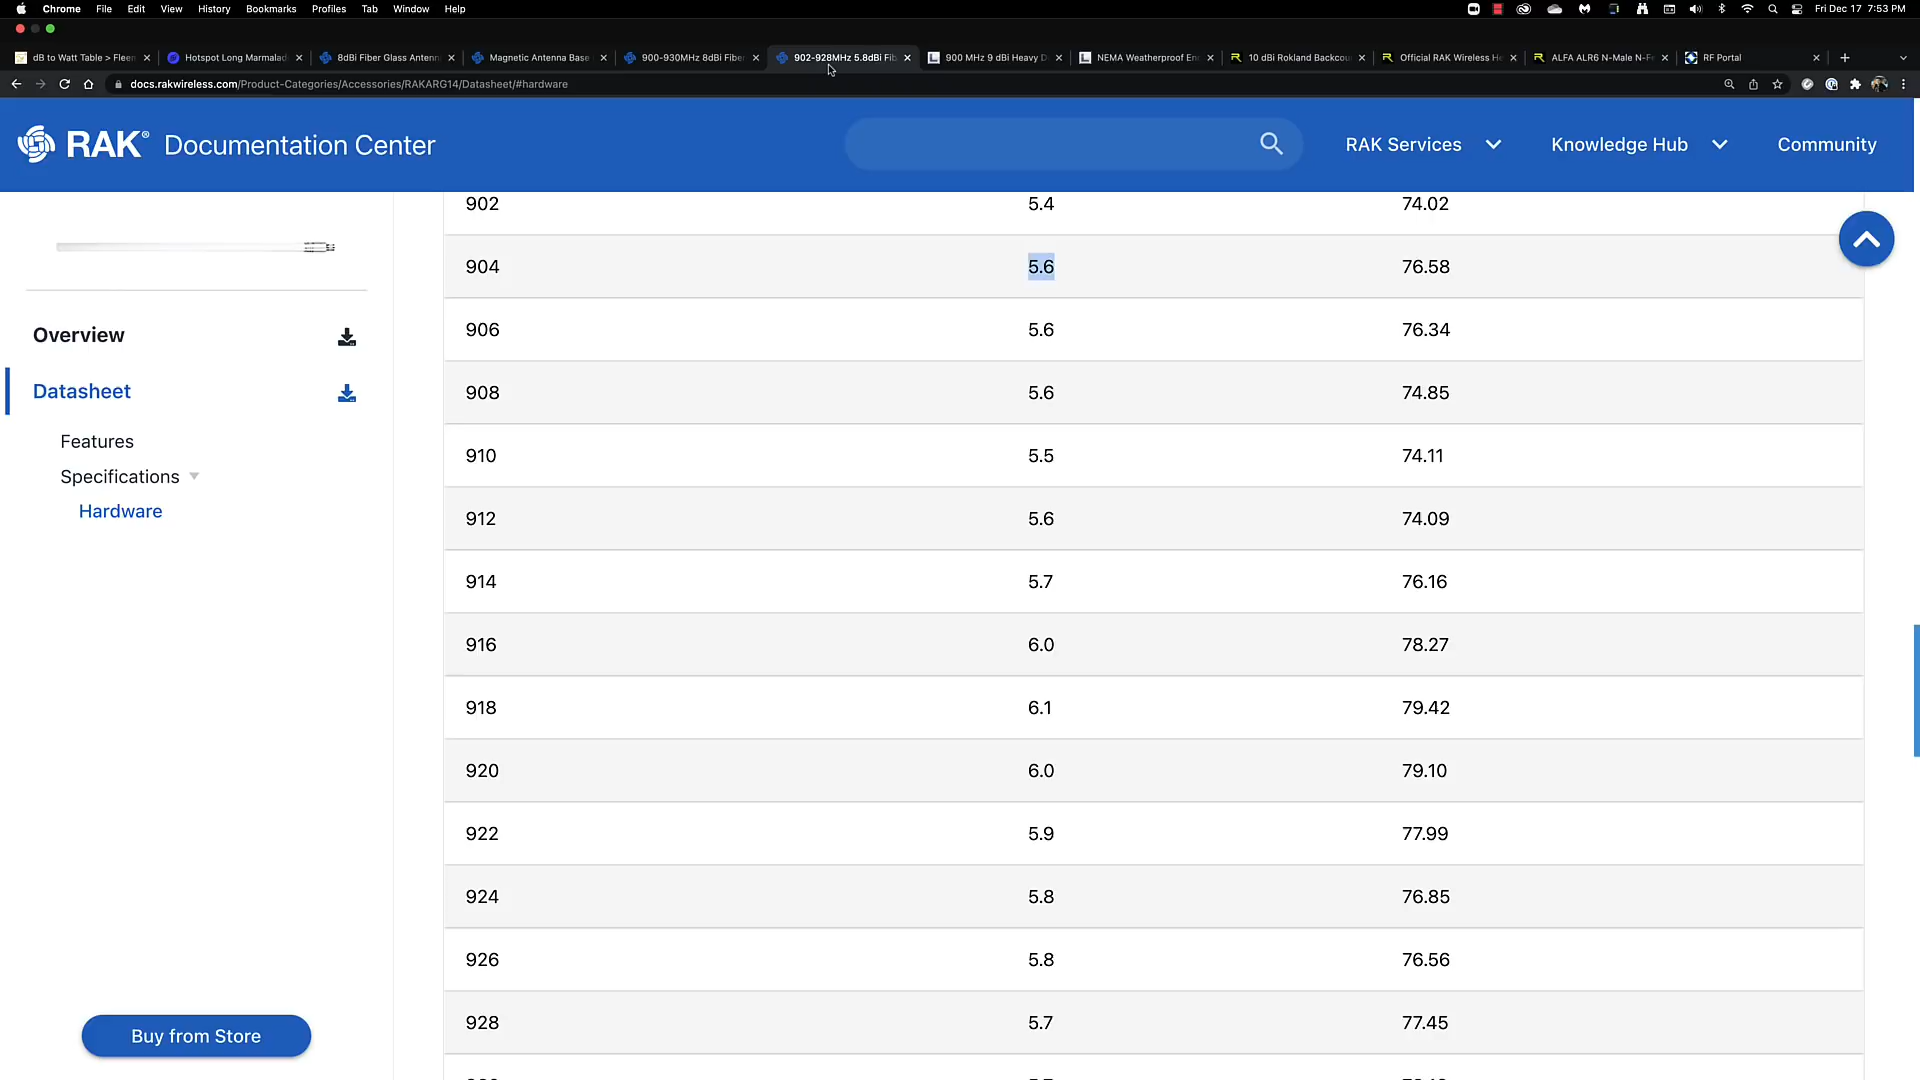 Chrome File Edit View History Bookmarks Profiles Tab Window Help Fri Dec 17 7:53 PM
dB to Watt Table > Fleem Hotspot Long Marmalad 8dBi Fiber Glass Antenn Magnetic Antenna Base 900-930MHz 8dBi Fiber 902-928MHz 5.8dBi Fib 900 MHz 9 dBi Heavy D NEMA Weatherproof En 10 dBi Rokland Backcou Official RAK Wireless H ALFA ALR6 N-Male N-F RF Portal
docs.rakwireless.com/Product-Categories/Accessories/RAKARG14/Datasheet/#hardware
RAK® Documentation Center RAK Services Knowledge Hub Community
902 5.4 74.02
904 5.6 76.58
906 5.6 76.34
908 5.6 74.85
910 5.5 74.11
912 5.6 74.09
914 5.7 76.16
916 6.0 78.27
918 6.1 79.42
920 6.0 79.10
922 5.9 77.99
924 5.8 76.85
926 5.8 76.56
928 5.7 77.45
Overview
Datasheet
Features
Specifications
Hardware
Buy from Store